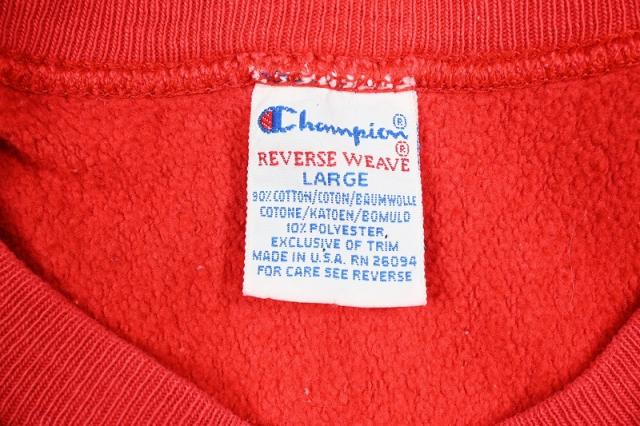 Champion®
REVERSE WEAVE®
LARGE
90% COTTON/COTON/BAUMWOLLE
COTONE/KATOEN/BOMULD
10% POLYESTER,
EXCLUSIVE OF TRIM
MADE IN U.S.A. RN 26094
FOR CARE SEE REVERSE